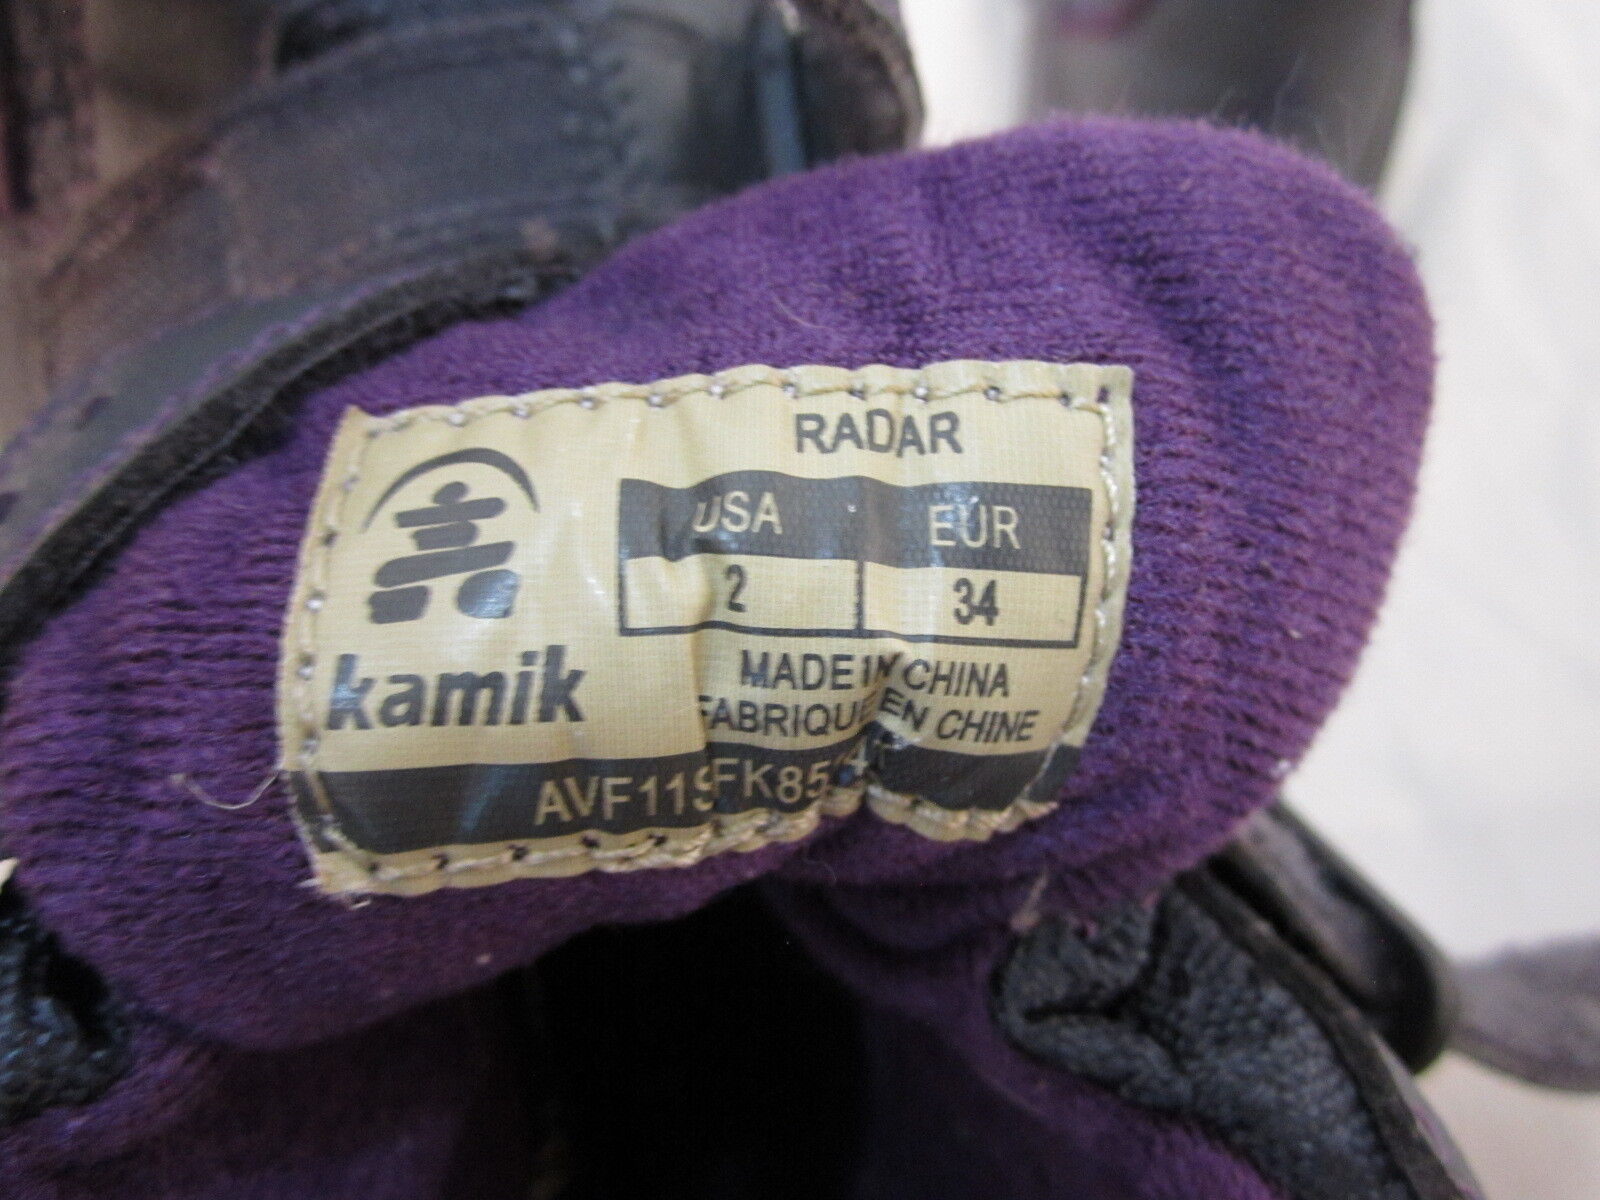 RADAR
USA EUR
2 34
kamik
MADE IN CHINA
FABRIQUE EN CHINE